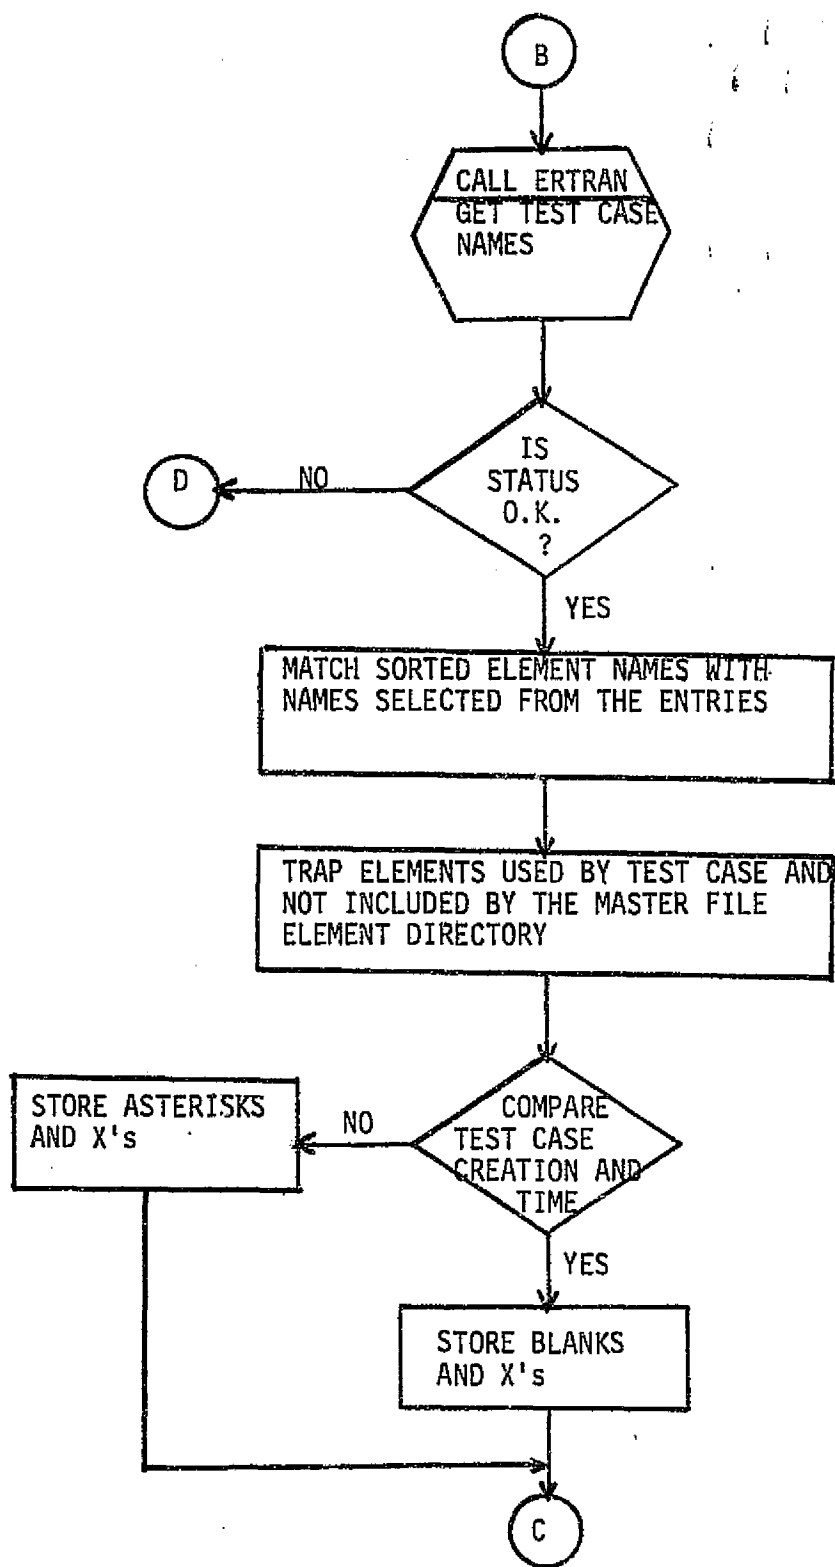 B
CALL ERTRAN
GET TEST CASE
NAMES
IS
STATUS
O.K.
?
NO
D
YES
MATCH SORTED ELEMENT NAMES WITH
NAMES SELECTED FROM THE ENTRIES
TRAP ELEMENTS USED BY TEST CASE AND
NOT INCLUDED BY THE MASTER FILE
ELEMENT DIRECTORY
COMPARE
TEST CASE
CREATION AND
TIME
NO
STORE ASTERISKS
AND X's
YES
STORE BLANKS
AND X's
C